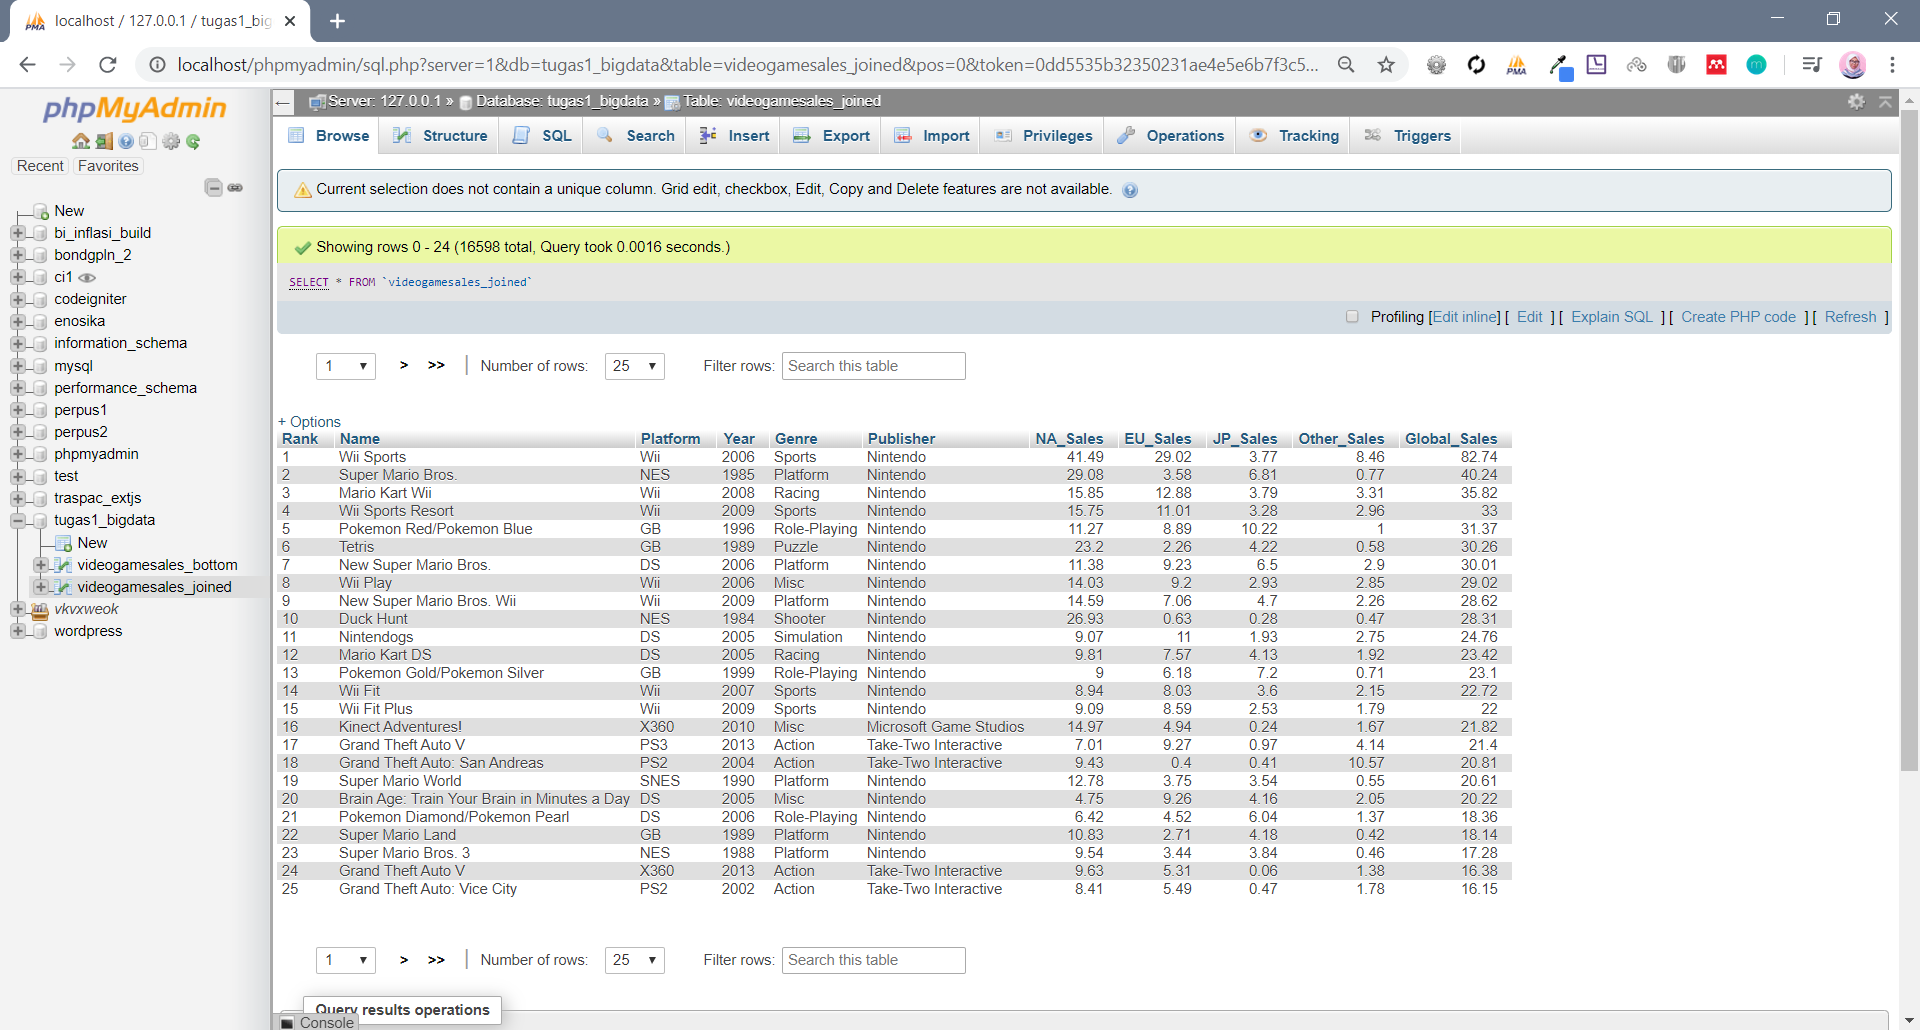 localhost / 127.0.0.1 / tugas1_big
localhost/phpmyadmin/sql.php?server=1&db=tugas1_bigdata&table=videogamesales_joined&pos=0&token=0dd5535b32350231ae4e5e6b7f3c5...
phpMyAdmin
Recent Favorites
New
bi_inflasi_build
bondgpln_2
ci1
codeigniter
enosika
information_schema
mysql
performance_schema
perpus1
perpus2
phpmyadmin
test
traspac_extjs
tugas1_bigdata
New
videogamesales_bottom
videogamesales_joined
vkvxweok
wordpress
Server: 127.0.0.1 » Database: tugas1_bigdata » Table: videogamesales_joined
Browse Structure SQL Search Insert Export Import Privileges Operations Tracking Triggers
Current selection does not contain a unique column. Grid edit, checkbox, Edit, Copy and Delete features are not available.
Showing rows 0 - 24 (16598 total, Query took 0.0016 seconds.)
SELECT * FROM `videogamesales_joined`
Profiling [Edit inline] [ Edit ] [ Explain SQL ] [ Create PHP code ] [ Refresh ]
1 > >> Number of rows: 25 Filter rows: Search this table
+ Options
Rank Name Platform Year Genre Publisher NA_Sales EU_Sales JP_Sales Other_Sales Global_Sales
1 Wii Sports Wii 2006 Sports Nintendo 41.49 29.02 3.77 8.46 82.74
2 Super Mario Bros. NES 1985 Platform Nintendo 29.08 3.58 6.81 0.77 40.24
3 Mario Kart Wii Wii 2008 Racing Nintendo 15.85 12.88 3.79 3.31 35.82
4 Wii Sports Resort Wii 2009 Sports Nintendo 15.75 11.01 3.28 2.96 33
5 Pokemon Red/Pokemon Blue GB 1996 Role-Playing Nintendo 11.27 8.89 10.22 1 31.37
6 Tetris GB 1989 Puzzle Nintendo 23.2 2.26 4.22 0.58 30.26
7 New Super Mario Bros. DS 2006 Platform Nintendo 11.38 9.23 6.5 2.9 30.01
8 Wii Play Wii 2006 Misc Nintendo 14.03 9.2 2.93 2.85 29.02
9 New Super Mario Bros. Wii Wii 2009 Platform Nintendo 14.59 7.06 4.7 2.26 28.62
10 Duck Hunt NES 1984 Shooter Nintendo 26.93 0.63 0.28 0.47 28.31
11 Nintendogs DS 2005 Simulation Nintendo 9.07 11 1.93 2.75 24.76
12 Mario Kart DS DS 2005 Racing Nintendo 9.81 7.57 4.13 1.92 23.42
13 Pokemon Gold/Pokemon Silver GB 1999 Role-Playing Nintendo 9 6.18 7.2 0.71 23.1
14 Wii Fit Wii 2007 Sports Nintendo 8.94 8.03 3.6 2.15 22.72
15 Wii Fit Plus Wii 2009 Sports Nintendo 9.09 8.59 2.53 1.79 22
16 Kinect Adventures! X360 2010 Misc Microsoft Game Studios 14.97 4.94 0.24 1.67 21.82
17 Grand Theft Auto V PS3 2013 Action Take-Two Interactive 7.01 9.27 0.97 4.14 21.4
18 Grand Theft Auto: San Andreas PS2 2004 Action Take-Two Interactive 9.43 0.4 0.41 10.57 20.81
19 Super Mario World SNES 1990 Platform Nintendo 12.78 3.75 3.54 0.55 20.61
20 Brain Age: Train Your Brain in Minutes a Day DS 2005 Misc Nintendo 4.75 9.26 4.16 2.05 20.22
21 Pokemon Diamond/Pokemon Pearl DS 2006 Role-Playing Nintendo 6.42 4.52 6.04 1.37 18.36
22 Super Mario Land GB 1989 Platform Nintendo 10.83 2.71 4.18 0.42 18.14
23 Super Mario Bros. 3 NES 1988 Platform Nintendo 9.54 3.44 3.84 0.46 17.28
24 Grand Theft Auto V X360 2013 Action Take-Two Interactive 9.63 5.31 0.06 1.38 16.38
25 Grand Theft Auto: Vice City PS2 2002 Action Take-Two Interactive 8.41 5.49 0.47 1.78 16.15
1 > >> Number of rows: 25 Filter rows: Search this table
Query results operations
Console